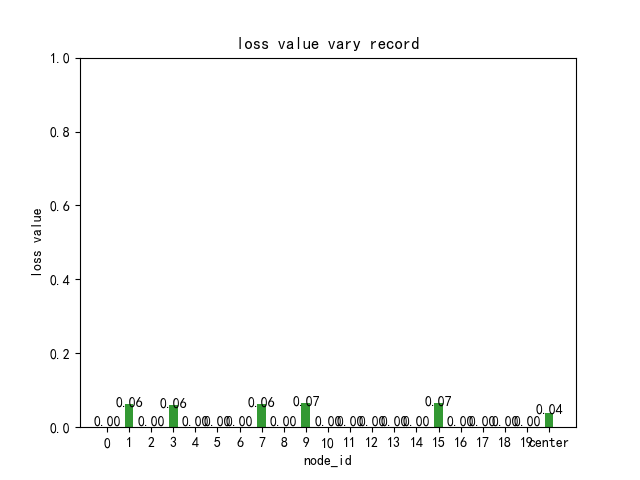 loss value vary record
1.0
0.8
0.6
0.4
0.2
0.0
loss value
0.00 0.06 0.00 0.06 0.00 0.00 0.00 0.06 0.00 0.07 0.00 0.00 0.00 0.00 0.00 0.07 0.00 0.00 0.00 0.00 0.04
0 1 2 3 4 5 6 7 8 9 10 11 12 13 14 15 16 17 18 19 center
node_id